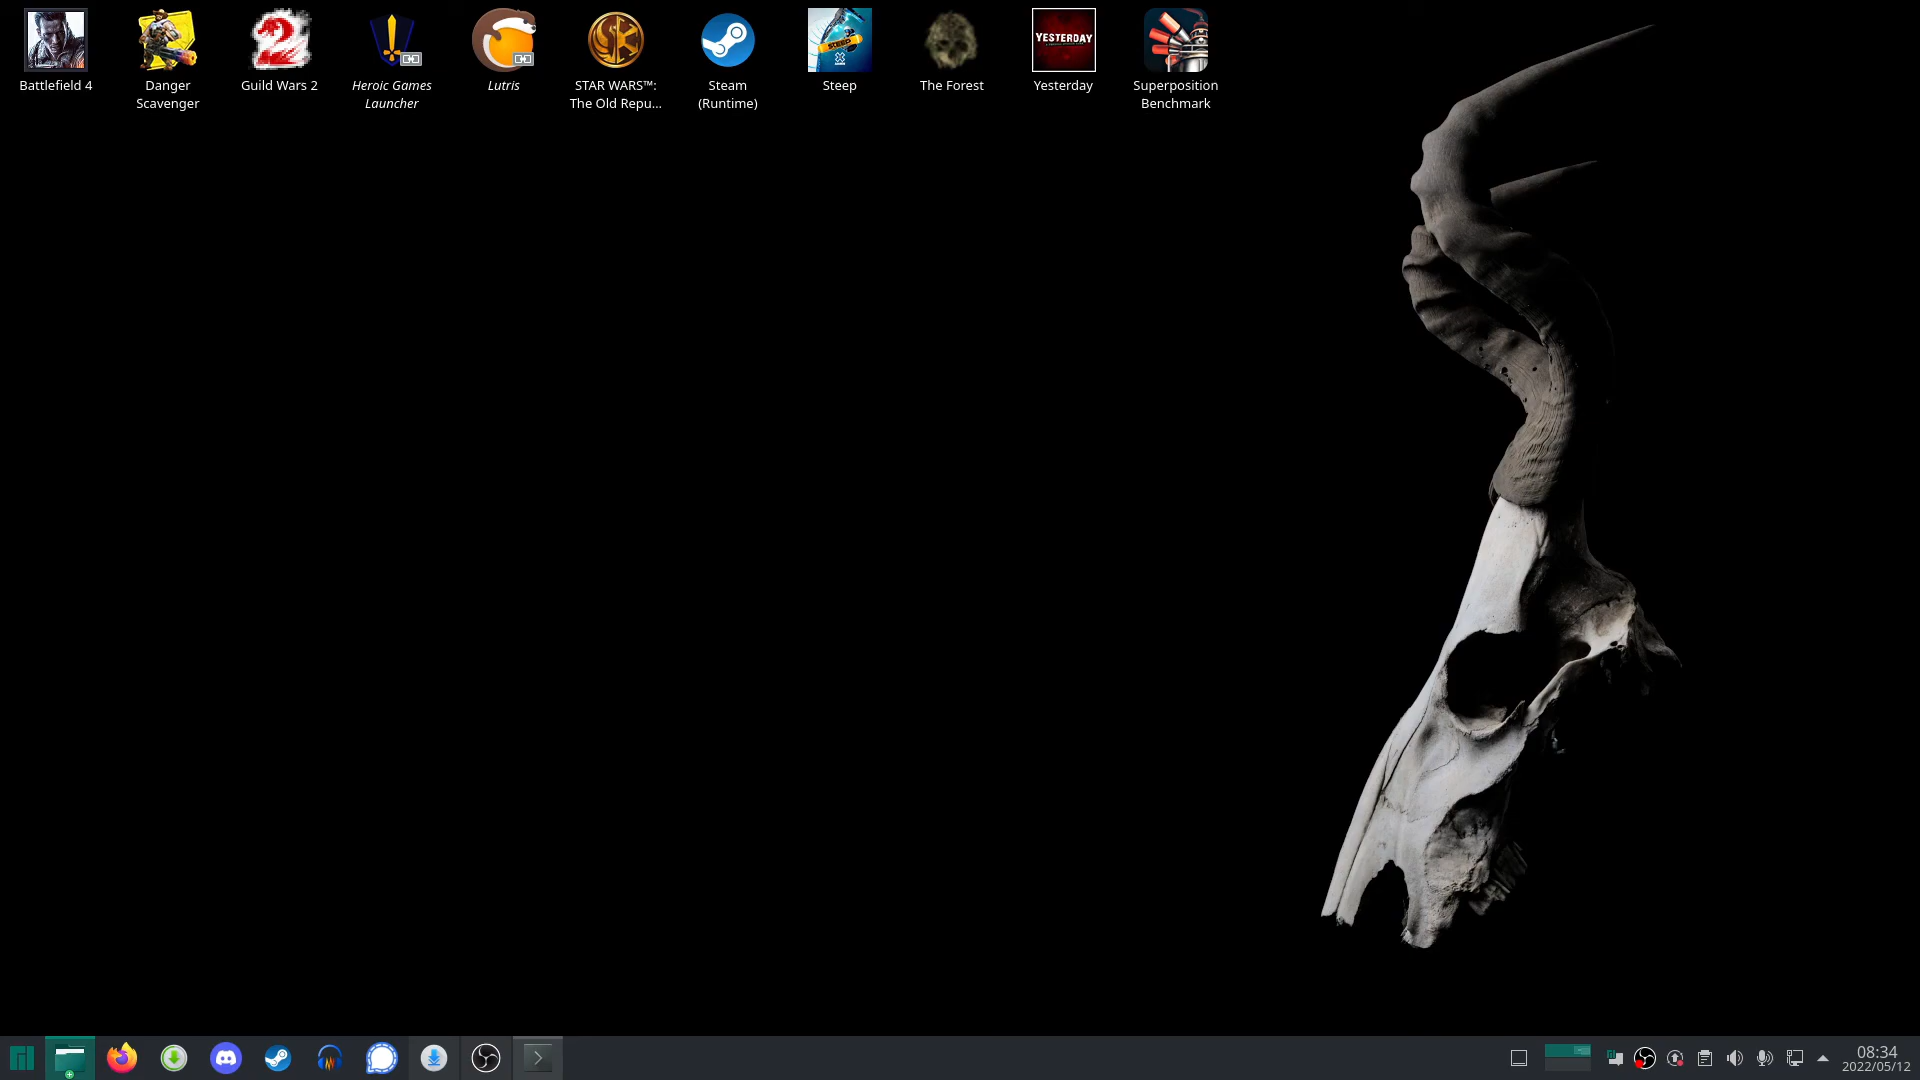 Battlefield 4
Danger
Scavenger
Guild Wars 2
Heroic Games
Launcher
Lutris
STAR WARS™:
The Old Repu...
Steam
(Runtime)
STEEP
Steep
The Forest
YESTERDAY
Yesterday
Superposition
Benchmark
08:34
2022/05/12